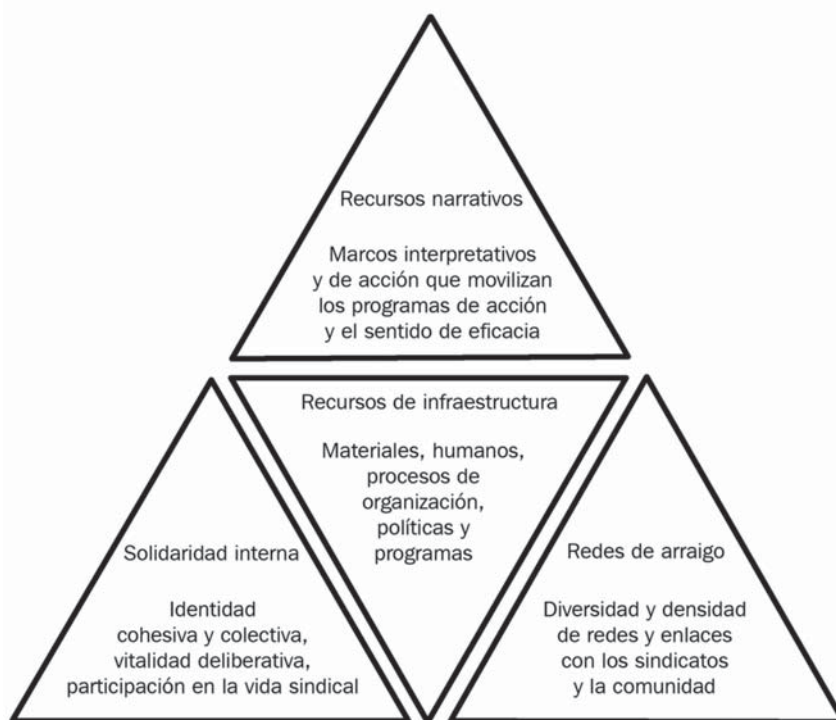 Recursos narrativos
Marcos interpretativos
y de acción que movilizan
los programas de acción
y el sentido de eficacia
Recursos de infraestructura
Materiales, humanos,
procesos de
organización,
políticas y
programas
Solidaridad interna
Identidad
cohesiva y colectiva,
vitalidad deliberativa,
participación en la vida sindical
Redes de arraigo
Diversidad y densidad
de redes y enlaces
con los sindicatos
y la comunidad